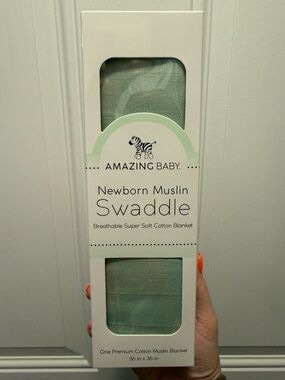 AMAZING BABY.
Newborn Muslin
Swaddle
Breathable Super Soft Cotton Blanket
One Premium Cotton Muslin Blanket
36 in x 36 in